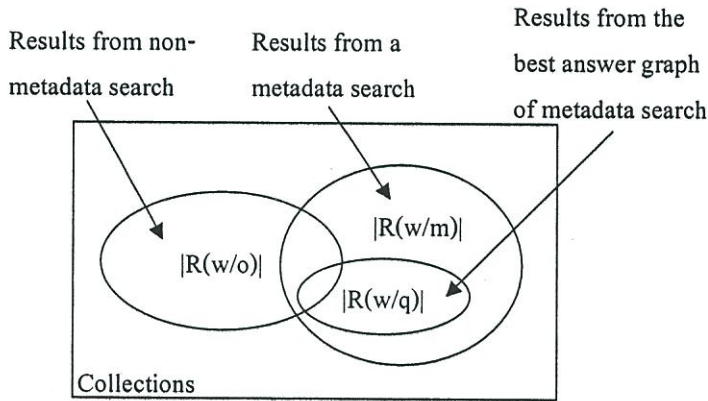 Results from non-
metadata search
Results from a
metadata search
Results from the
best answer graph
of metadata search
|R(w/m)|
|R(w/o)|
|R(w/q)|
Collections